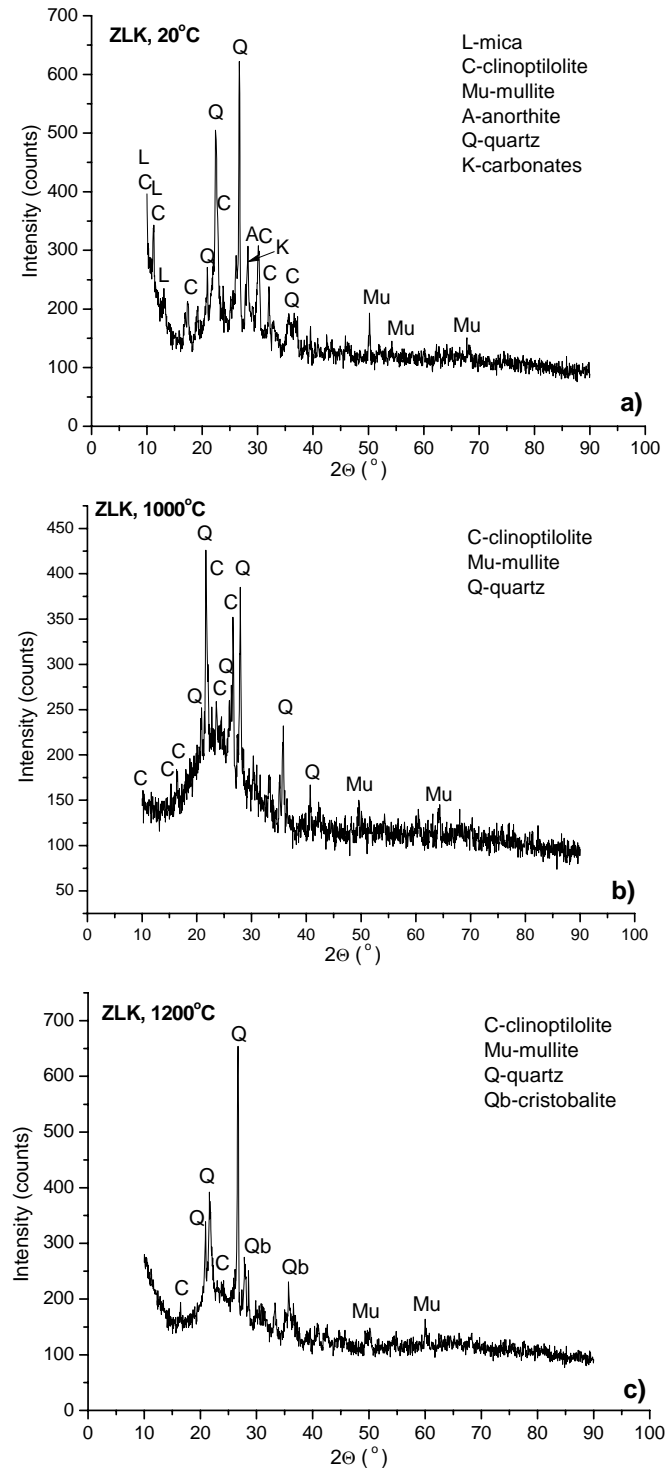 700
ZLK, 20°C
Q
L-mica
C-clinoptilolite
Mu-mullite
A-anorthite
Q-quartz
K-carbonates
600
Q
500
L
C
L
C
400
C
A
C
K
300
L
C
Q
C
C
Q
200
Mu
Mu
Mu
100
0
Intensity (counts)
a)
0 10 20 30 40 50 60 70 80 90 100
2Θ (°)
ZLK, 1000°C
450
Q
C-clinoptilolite
Mu-mullite
Q-quartz
400
C
Q
350
C
300
Q
250
Q
C
Q
200
C
C
C
Q
150
Mu
Mu
100
50
Intensity (counts)
b)
0 10 20 30 40 50 60 70 80 90 100
2Θ (°)
ZLK, 1200°C
700
Q
C-clinoptilolite
Mu-mullite
Q-quartz
Qb-cristobalite
600
500
400
Q
Q
300
Qb
C
Qb
200
C
Mu
Mu
100
0
Intensity (counts)
c)
0 10 20 30 40 50 60 70 80 90 100
2Θ (°)